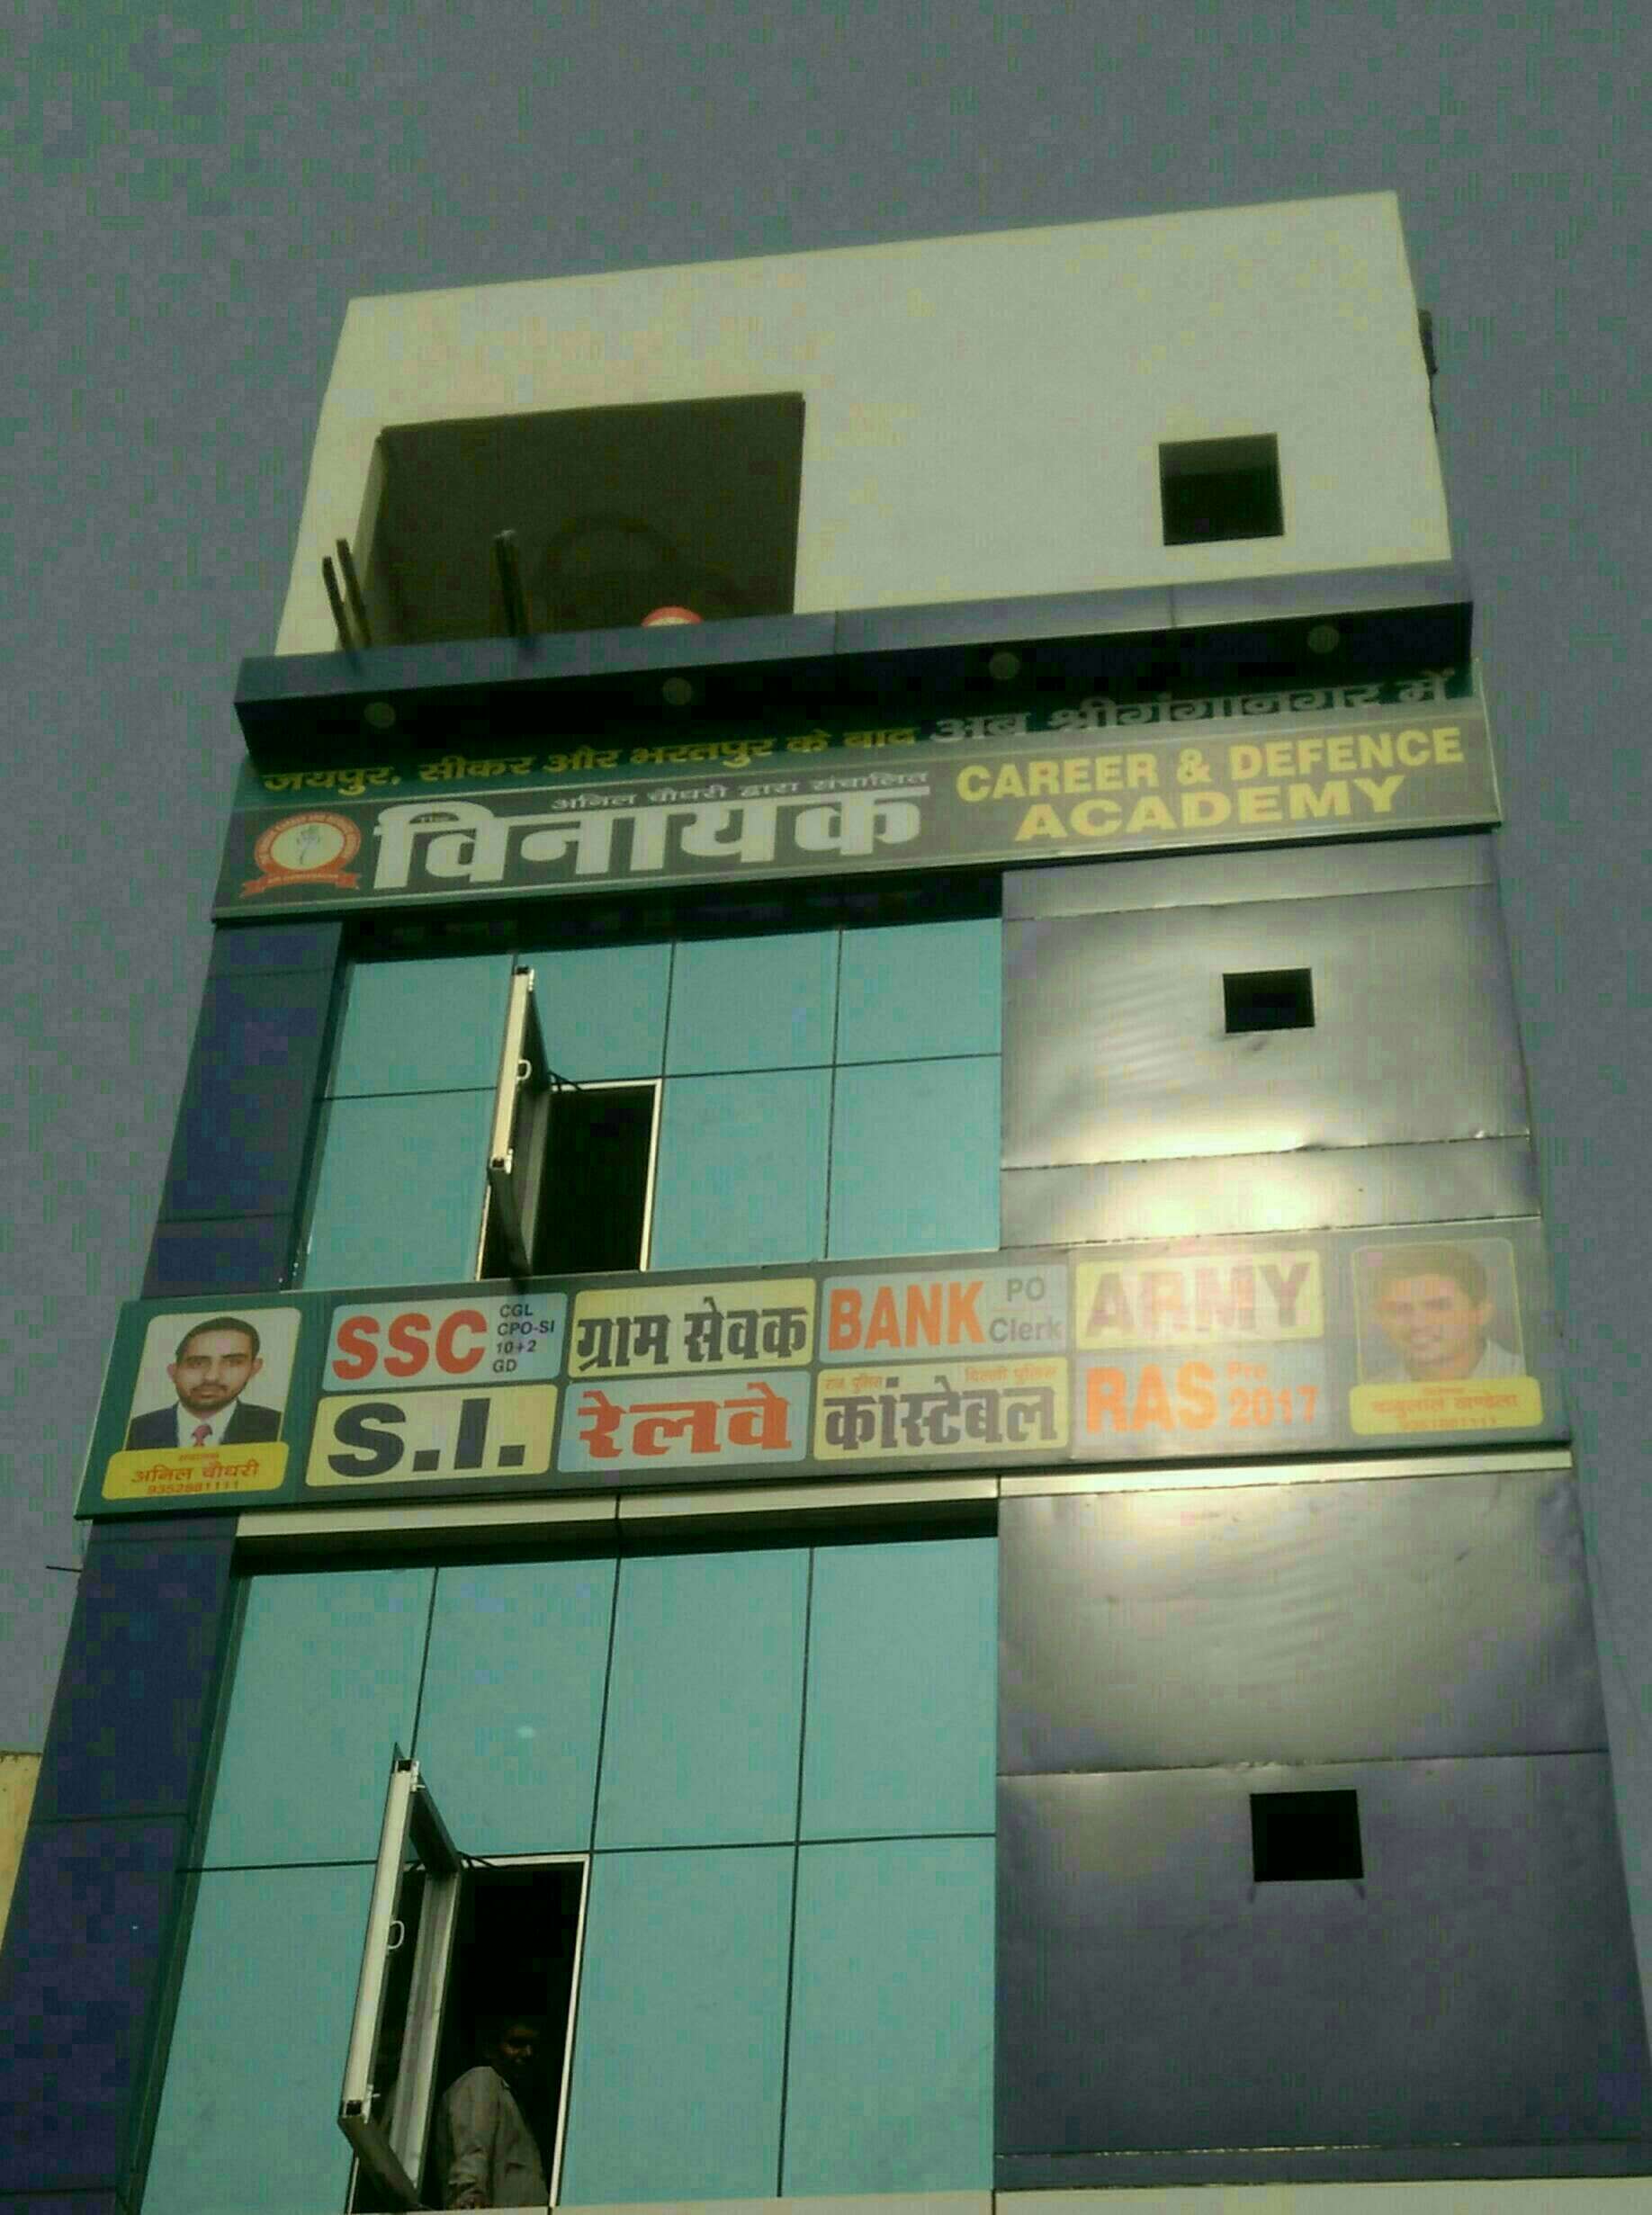 जयपुर, सीकर और भरतपुर के बाद अब श्रीगंगानगर में
अनिल चौधरी द्वारा संचालित
The
विनायक
CAREER & DEFENCE
ACADEMY
SSC
CGL
CPO-SI
10+2
GD
ग्राम सेवक
BANK
PO
Clerk
ARMY
S.I.
रेलवे
राज. पुलिस दिल्ली पुलिस
कांस्टेबल
RAS
Pre
2017
अनिल चौधरी
9352881111